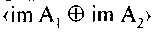 ‹im A₁ ⊕ im A₂›